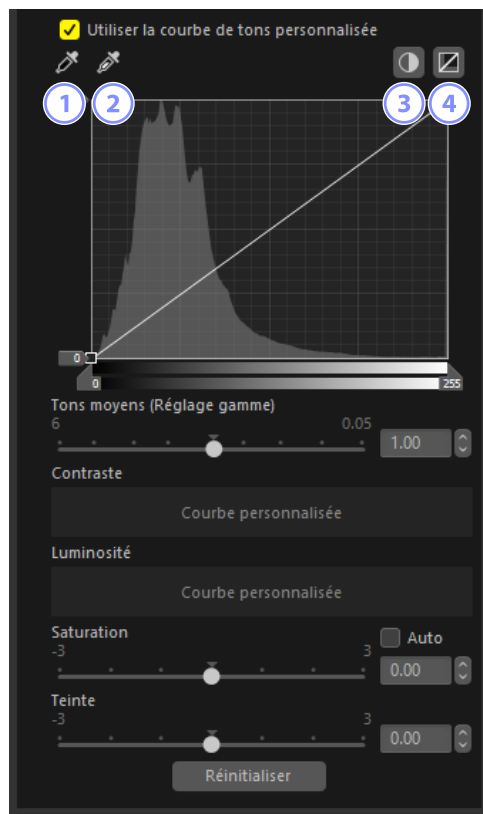 Utiliser la courbe de tons personnalisée
1 2 3 4
0
0 255
Tons moyens (Réglage gamme)
6 0.05
1.00
Contraste
Courbe personnalisée
Luminosité
Courbe personnalisée
Saturation
Auto
-3 3
0.00
Teinte
-3 3
0.00
Réinitialiser